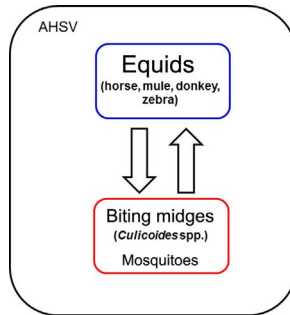 AHSV
Equids
(horse, mule, donkey,
zebra)
Biting midges
(Culicoides spp.)
Mosquitoes